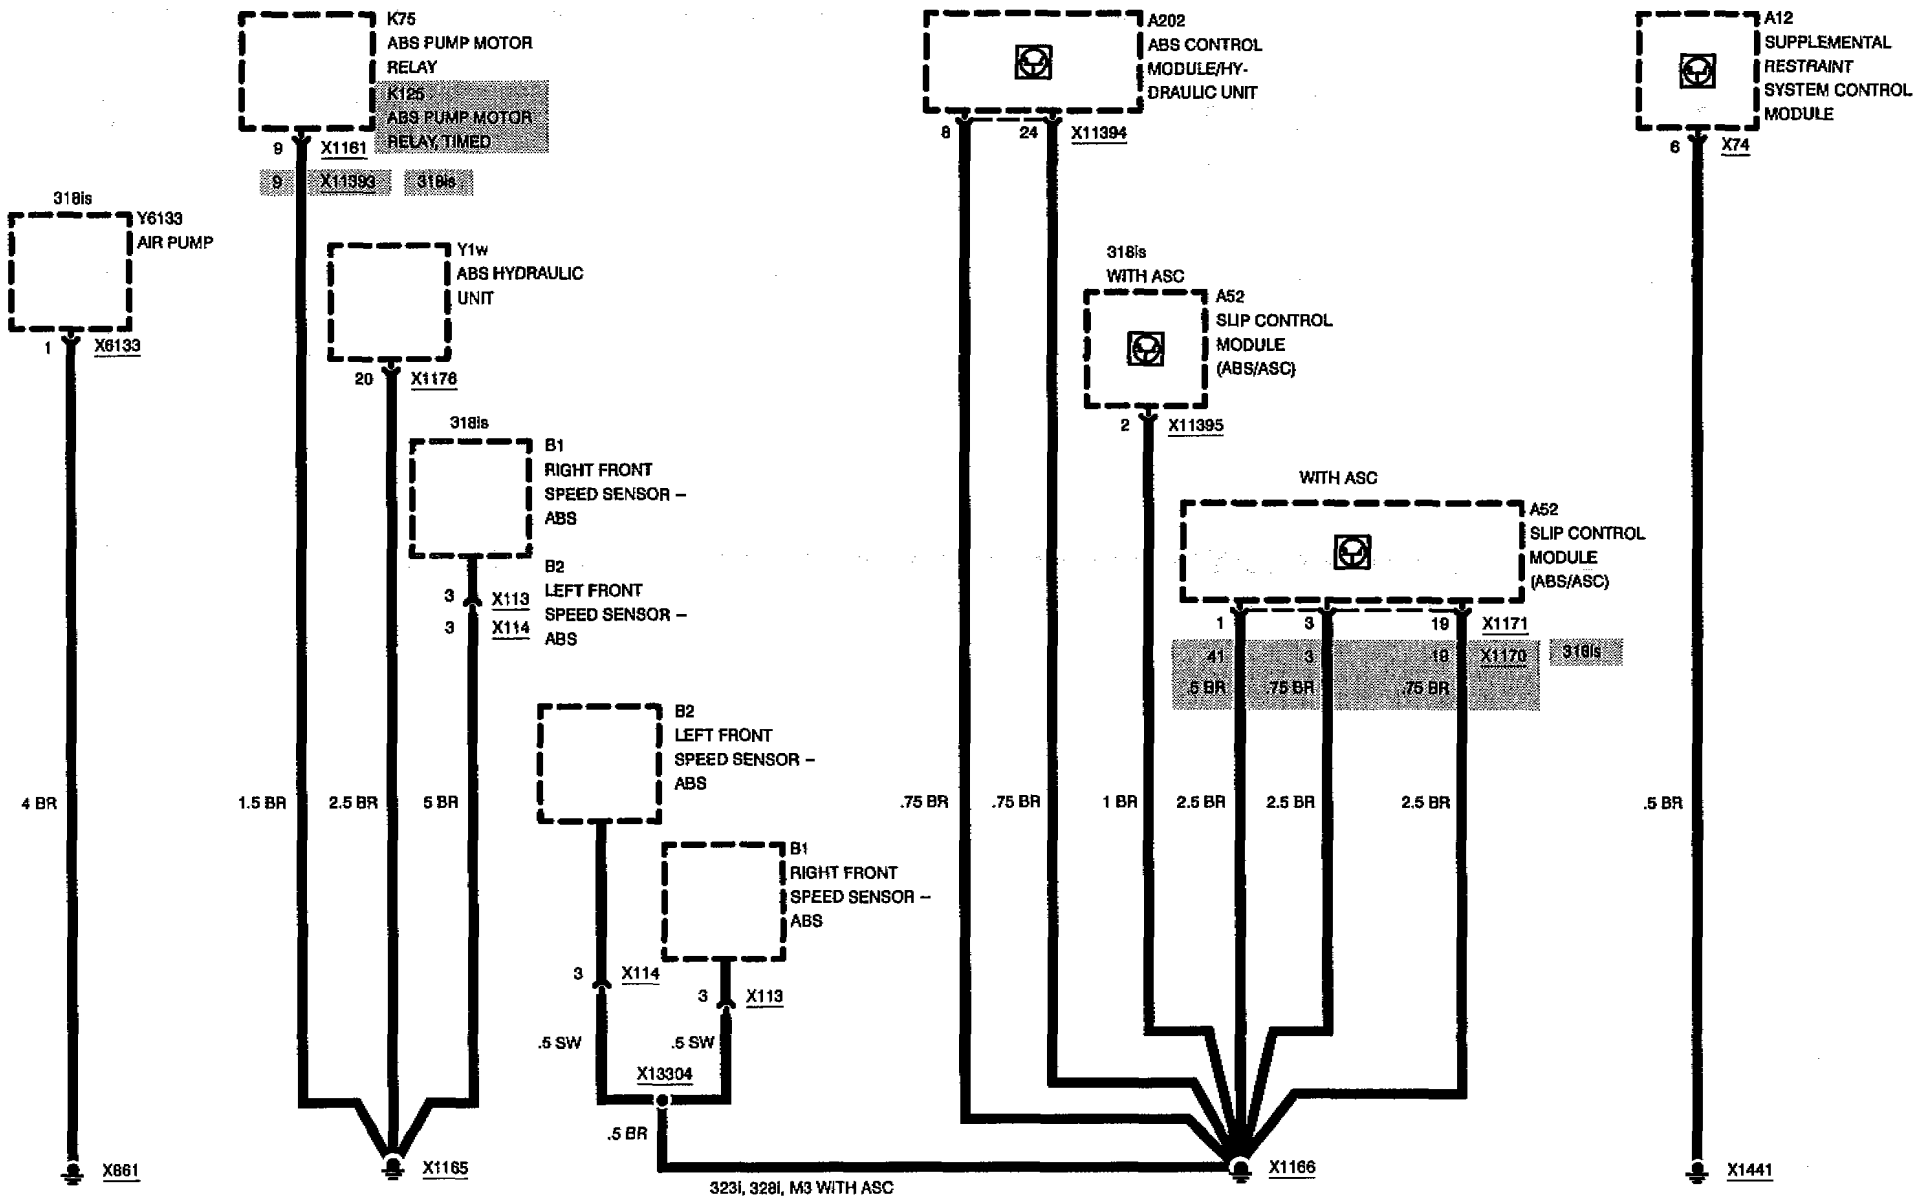 K75
ABS PUMP MOTOR
RELAY
K125
ABS PUMP MOTOR
RELAY, TIMED
9 X1161
9 X11393 318is
A202
ABS CONTROL
MODULE/HY-
DRAULIC UNIT
8 24 X11394
A12
SUPPLEMENTAL
RESTRAINT
SYSTEM CONTROL
MODULE
6 X74
318is
Y6133
AIR PUMP
1 X6133
Y1w
ABS HYDRAULIC
UNIT
20 X1176
318is
WITH ASC
A52
SLIP CONTROL
MODULE
(ABS/ASC)
2 X11395
318is
B1
RIGHT FRONT
SPEED SENSOR –
ABS
B2
LEFT FRONT
SPEED SENSOR –
ABS
3 X113
3 X114
WITH ASC
A52
SLIP CONTROL
MODULE
(ABS/ASC)
1 3 19 X1171
41 3 19 X1170 318is
.5 BR .75 BR .75 BR
B2
LEFT FRONT
SPEED SENSOR –
ABS
4 BR 1.5 BR 2.5 BR 5 BR .75 BR .75 BR 1 BR 2.5 BR 2.5 BR 2.5 BR .5 BR
B1
RIGHT FRONT
SPEED SENSOR –
ABS
3 X114
3 X113
.5 SW .5 SW
X13304
.5 BR
X661 X1165 X1166 X1441
323i, 328i, M3 WITH ASC